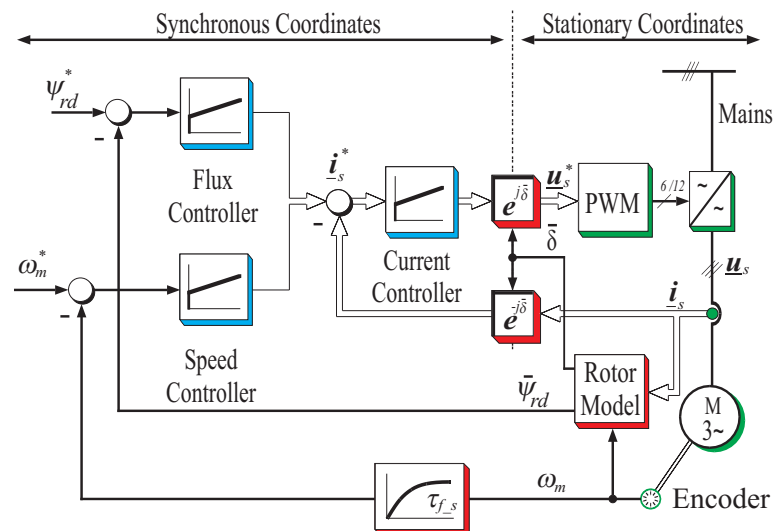 Synchronous Coordinates
Stationary Coordinates
ψ*rd
-
Mains
Flux
Controller
i*s
-
e^jδ̄
u*s
PWM
6/12
~
~
δ̄
ω*m
-
Current
Controller
us
e^-jδ̄
is
Speed
Controller
ψ̄rd
Rotor
Model
M
3~
τf_s
ωm
Encoder